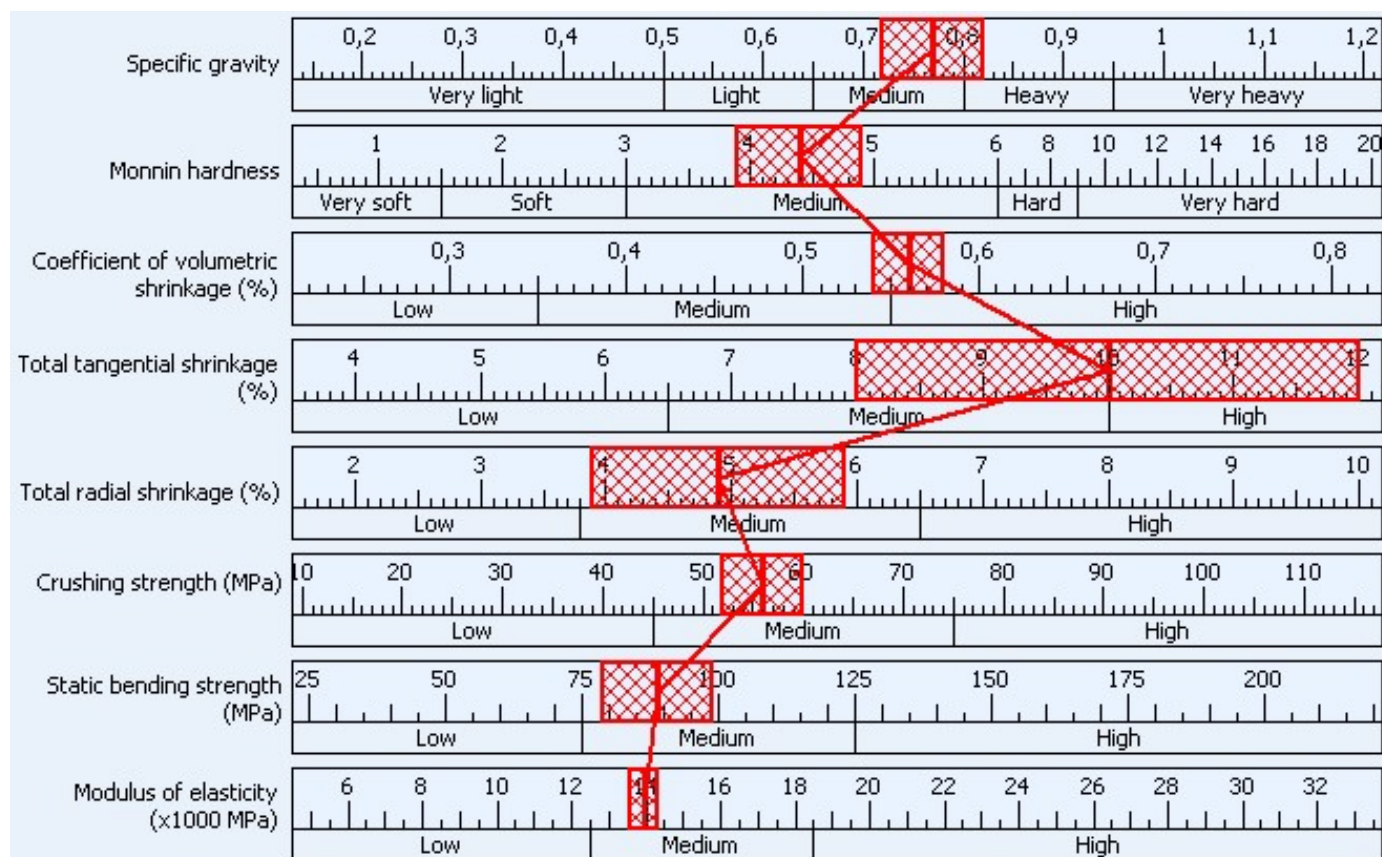 0,2 0,3 0,4 0,5 0,6 0,7 0,8 0,9 1 1,1 1,2
Specific gravity
Very light Light Medium Heavy Very heavy
1 2 3 4 5 6 8 10 12 14 16 18 20
Monnin hardness
Very soft Soft Medium Hard Very hard
0,3 0,4 0,5 0,6 0,7 0,8
Coefficient of volumetric
shrinkage (%)
Low Medium High
4 5 6 7 8 9 10 11 12
Total tangential shrinkage
(%)
Low Medium High
2 3 4 5 6 7 8 9 10
Total radial shrinkage (%)
Low Medium High
10 20 30 40 50 60 70 80 90 100 110
Crushing strength (MPa)
Low Medium High
25 50 75 100 125 150 175 200
Static bending strength
(MPa)
Low Medium High
6 8 10 12 14 16 18 20 22 24 26 28 30 32
Modulus of elasticity
(x1000 MPa)
Low Medium High